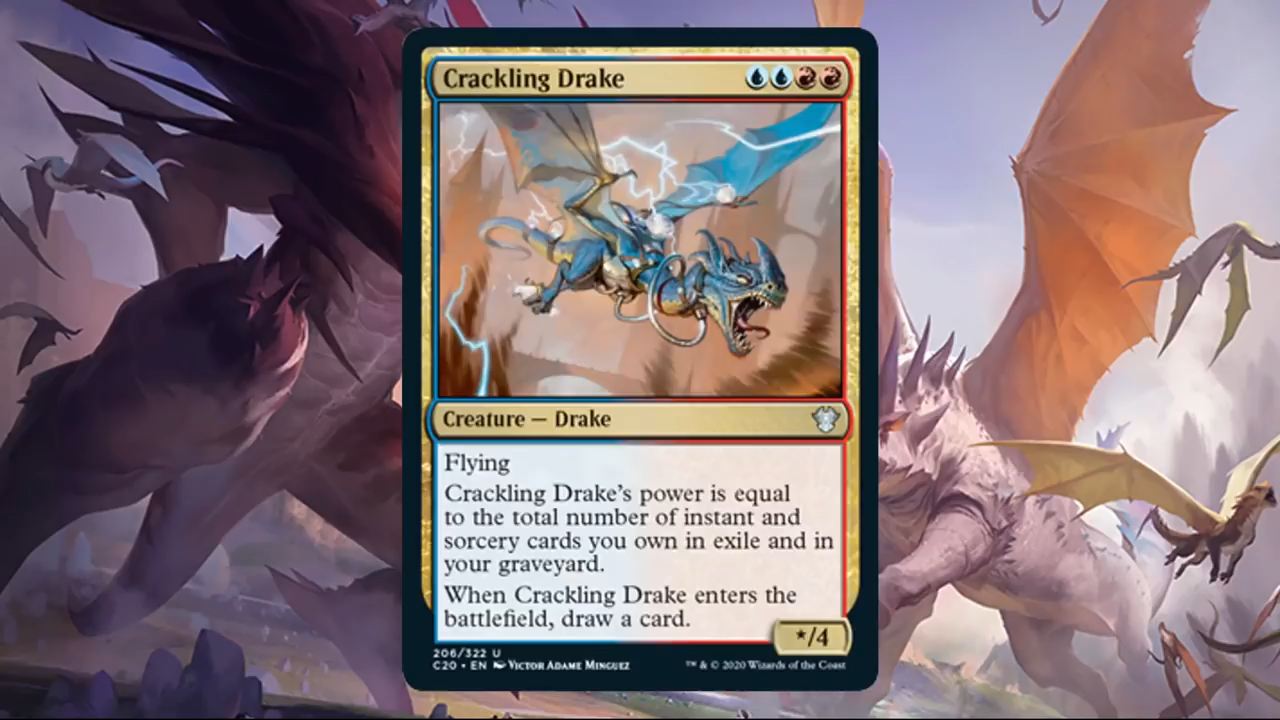 Crackling Drake
Creature — Drake
Flying
Crackling Drake's power is equal
to the total number of instant and
sorcery cards you own in exile and in
your graveyard.
When Crackling Drake enters the
battlefield, draw a card.
*/4
206/322 U
C20 • EN Victor Adame Minguez
™ & © 2020 Wizards of the Coast